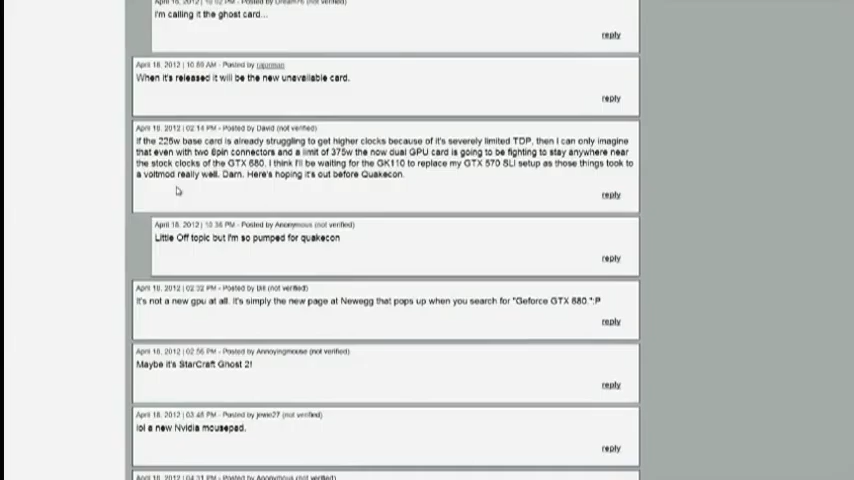 I'm calling it the ghost card...
reply
April 18, 2012 | 10:59 AM - Posted by
When it's released it will be the new unavailable card.
reply
April 18, 2012 | 02:14 PM - Posted by David (not verified)
If the 225w base card is already struggling to get higher clocks because of it's severely limited TDP, then I can only imagine
that even with two 8pin connectors and a limit of 375w the now dual GPU card is going to be fighting to stay anywhere near
the stock clocks of the GTX 680. I think I'll be waiting for the GK110 to replace my GTX 570 SLI setup as those things took to
a voltmod really well. Darn. Here's hoping it's out before Quakecon.
reply
April 18, 2012 | 10:36 PM - Posted by Anonymous (not verified)
Little Off topic but I'm so pumped for quakecon
reply
April 18, 2012 | 02:32 PM - Posted by (not verified)
It's not a new gpu at all. It's simply the new page at Newegg that pops up when you search for "Geforce GTX 680.":P
reply
April 18, 2012 | 02:56 PM - Posted by Annoyingmouse (not verified)
Maybe it's StarCraft Ghost 2!
reply
April 18, 2012 | 03:48 PM - Posted by jewie27 (not verified)
lol a new Nvidia mousepad.
reply
April 18, 2012 | 04:31 PM - Posted by Anonymous (not verified)